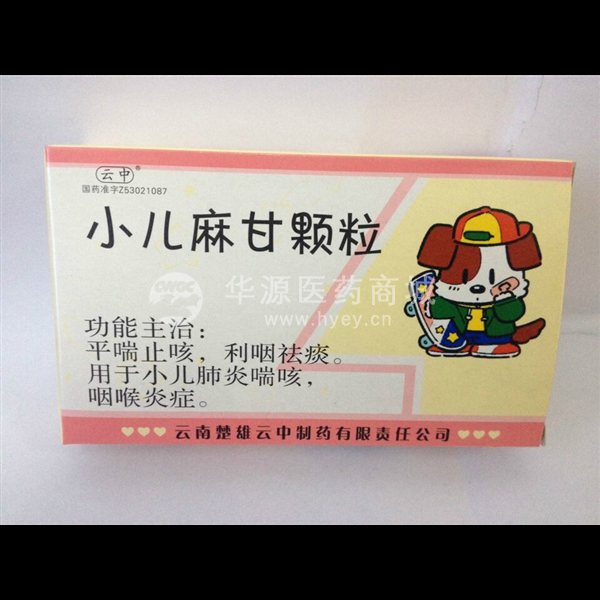 云中®
国药准字Z53021087
小儿麻甘颗粒
华源医药商城
www.hyey.cn
功能主治：
平喘止咳，利咽祛痰。
用于小儿肺炎喘咳，
咽喉炎症。
云南楚雄云中制药有限责任公司